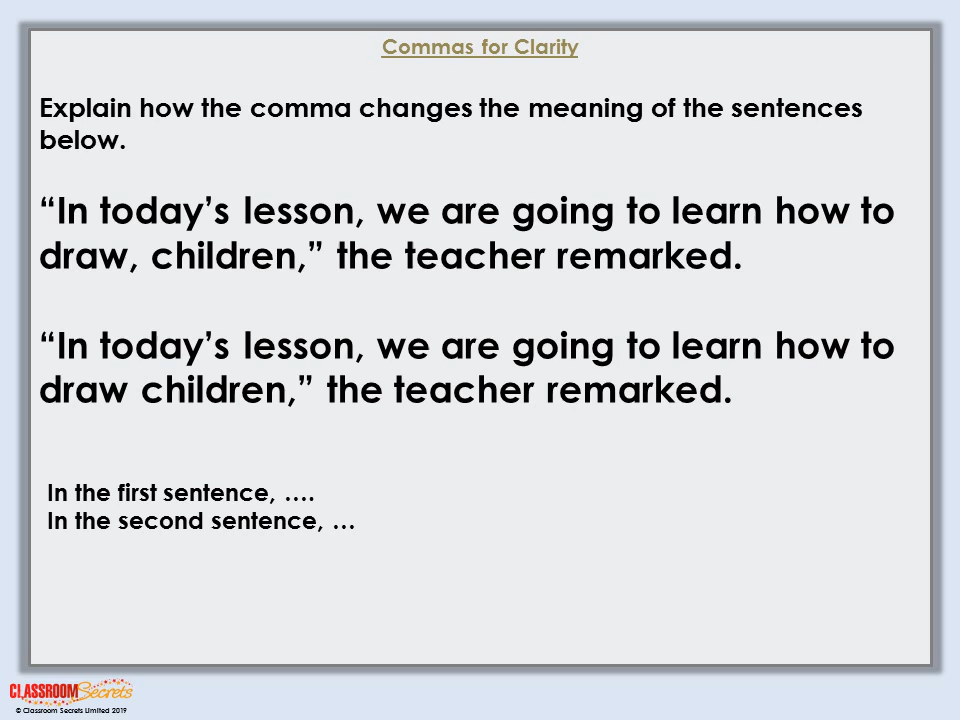 Commas for Clarity
Explain how the comma changes the meaning of the sentences
below.
“In today’s lesson, we are going to learn how to
draw, children,” the teacher remarked.
“In today’s lesson, we are going to learn how to
draw children,” the teacher remarked.
In the first sentence, ….
In the second sentence, …
CLASSROOM Secrets
© Classroom Secrets Limited 2019